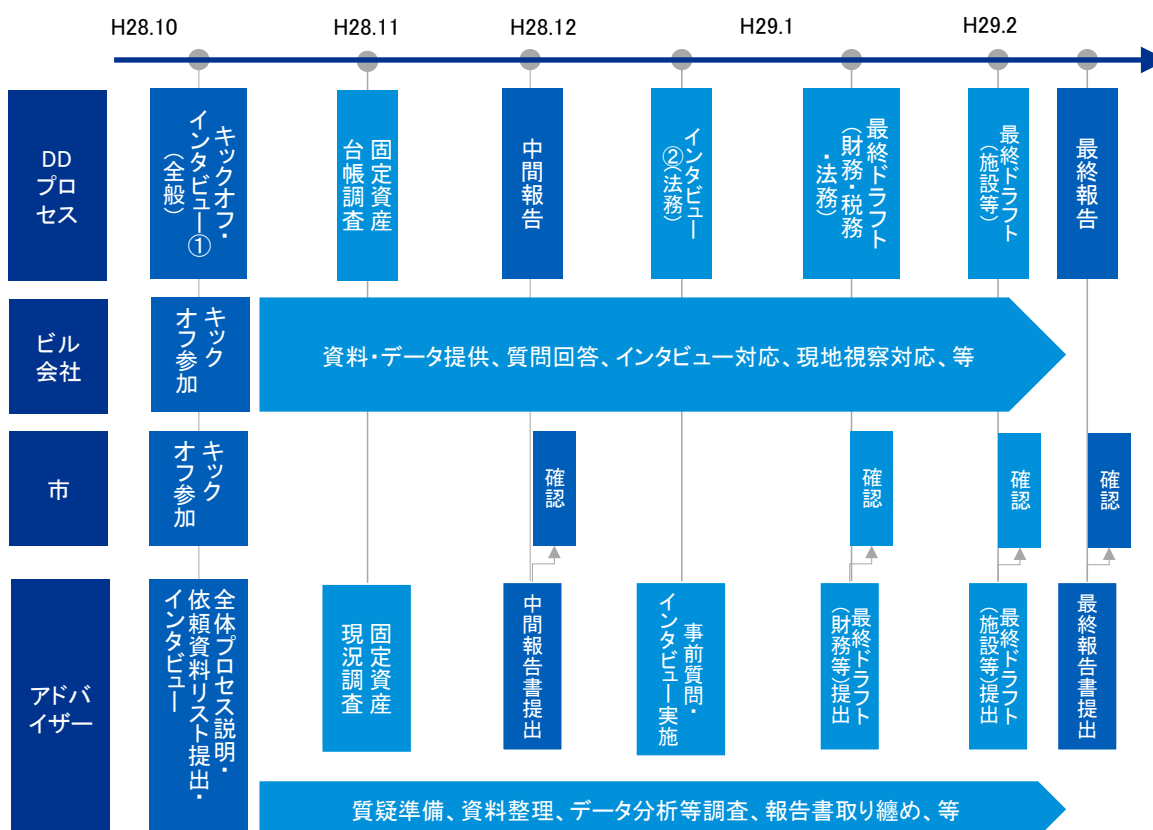 H28.10
H28.11
H28.12
H29.1
H29.2
DD
プロ
セス
キックオフ・
インタビュー①
(全般)
固定資産
台帳調査
中間報告
インタビュー
②(法務)
最終ドラフト
(財務・税務
・法務)
最終ドラフト
(施設等)
最終報告
ビル
会社
キック
オフ参加
資料・データ提供、質問回答、インタビュー対応、現地視察対応、等
市
キック
オフ参加
確認
確認
確認
確認
アドバ
イザー
全体プロセス説明・
依頼資料リスト提出・
インタビュー
固定資産
現況調査
中間報告書提出
事前質問・
インタビュー実施
最終ドラフト
(財務等)提出
最終ドラフト
(施設等)提出
最終報告書提出
質疑準備、資料整理、データ分析等調査、報告書取り纏め、等